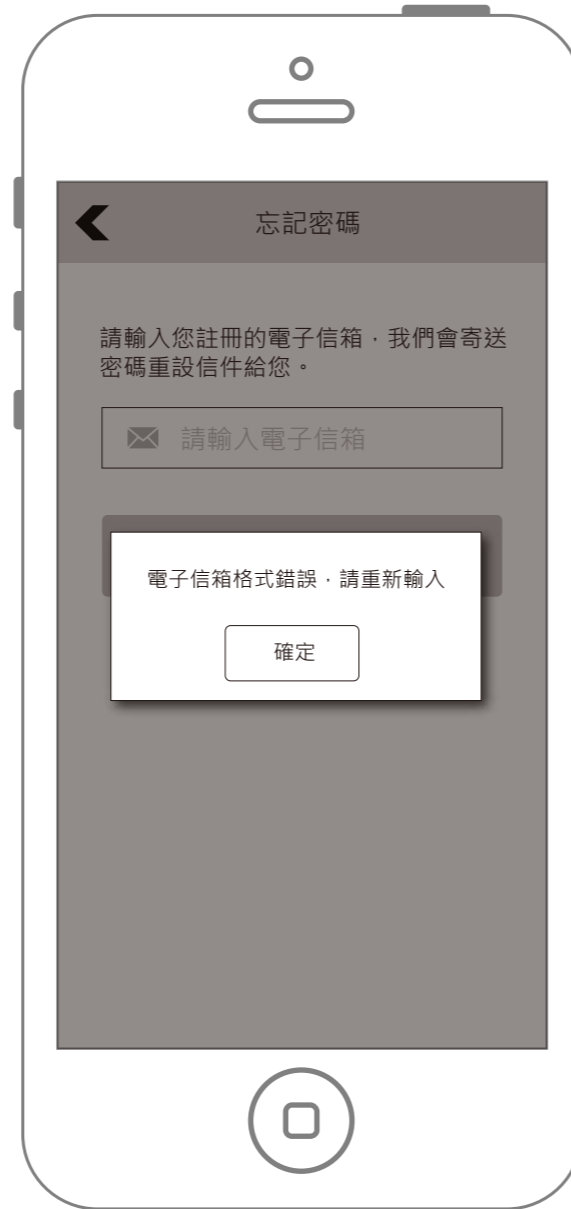 忘記密碼
請輸入您註冊的電子信箱，我們會寄送
密碼重設信件給您。
請輸入電子信箱
電子信箱格式錯誤，請重新輸入
確定